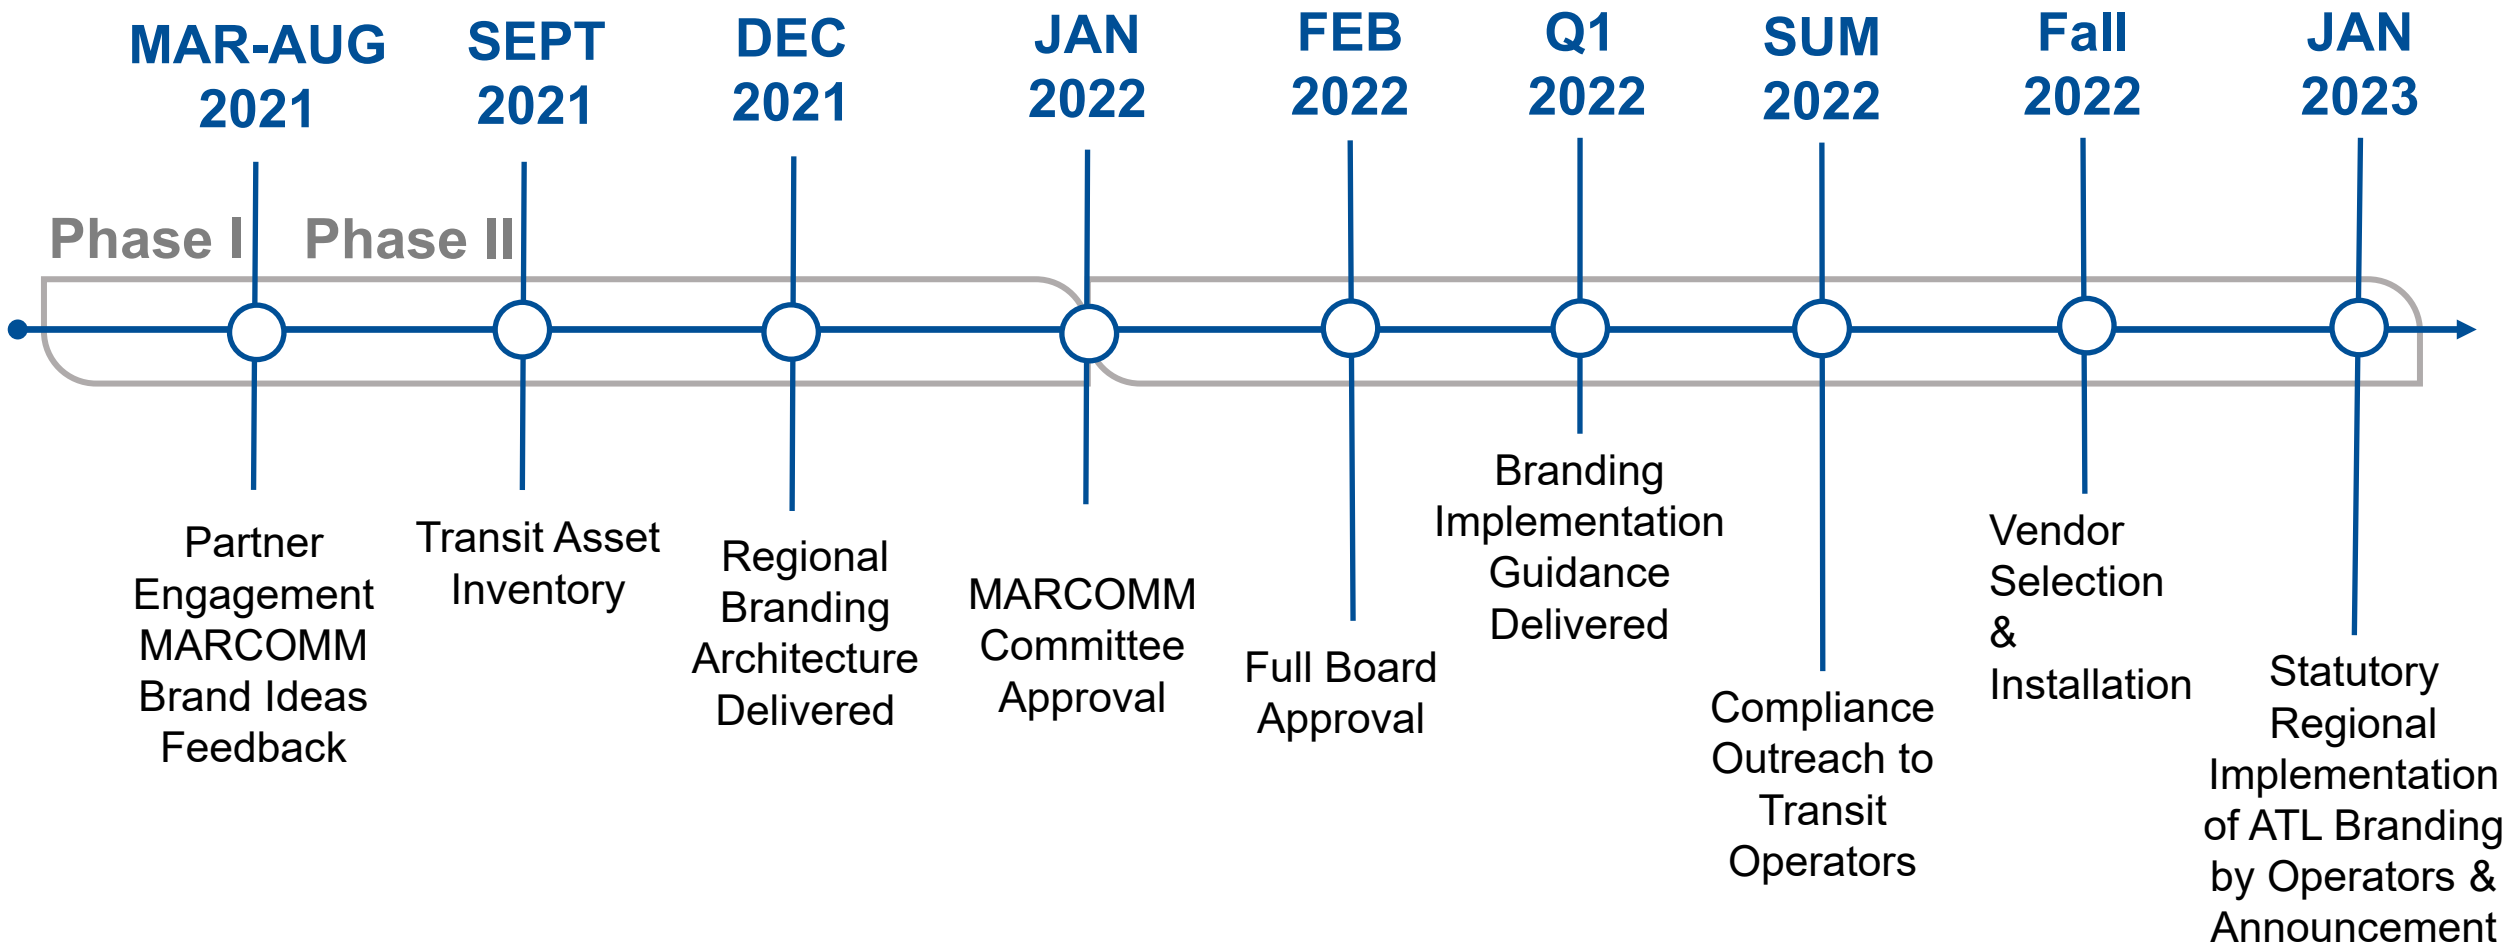 MAR-AUG
2021
SEPT
2021
DEC
2021
JAN
2022
FEB
2022
Q1
2022
SUM
2022
Fall
2022
JAN
2023
Phase I
Phase II
Partner
Engagement
MARCOMM
Brand Ideas
Feedback
Transit Asset
Inventory
Regional
Branding
Architecture
Delivered
MARCOMM
Committee
Approval
Full Board
Approval
Branding
Implementation
Guidance
Delivered
Compliance
Outreach to
Transit
Operators
Vendor
Selection
&
Installation
Statutory
Regional
Implementation
of ATL Branding
by Operators &
Announcement